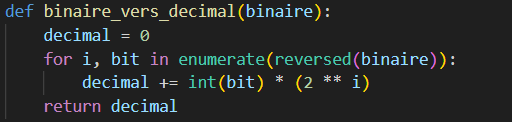 def binaire_vers_decimal(binaire):
    decimal = 0
    for i, bit in enumerate(reversed(binaire)):
        decimal += int(bit) * (2 ** i)
    return decimal